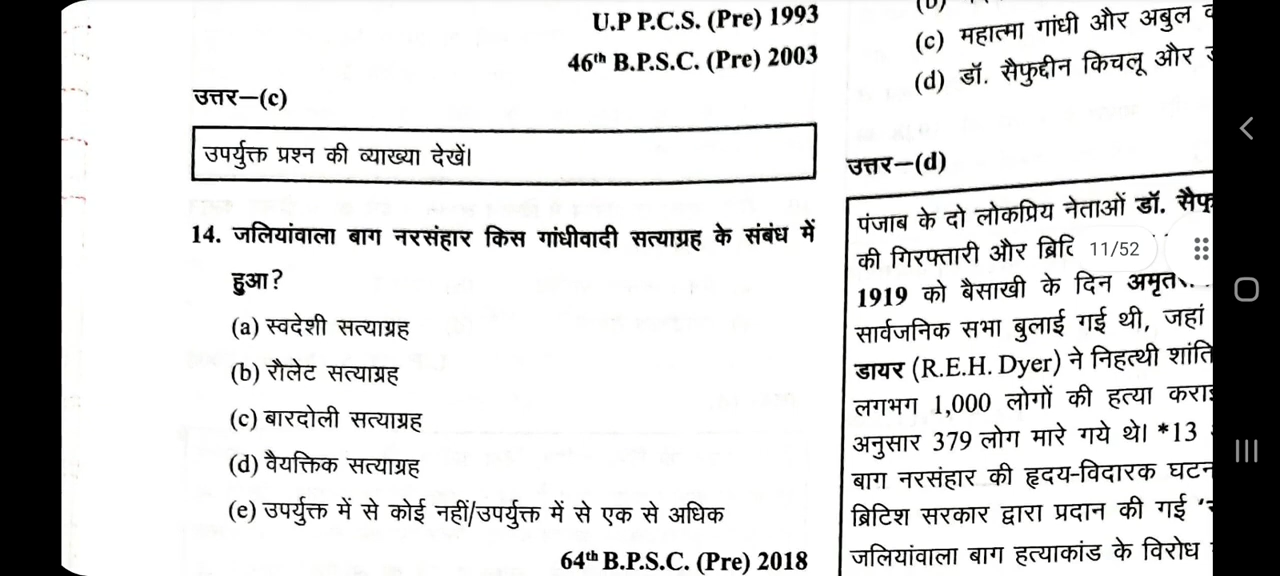 U.P P.C.S. (Pre) 1993
46th B.P.S.C. (Pre) 2003
उत्तर–(c)
उपर्युक्त प्रश्न की व्याख्या देखें।
14. जलियांवाला बाग नरसंहार किस गांधीवादी सत्याग्रह के संबंध में
हुआ?
(a) स्वदेशी सत्याग्रह
(b) रौलेट सत्याग्रह
(c) बारदोली सत्याग्रह
(d) वैयक्तिक सत्याग्रह
(e) उपर्युक्त में से कोई नहीं/उपर्युक्त में से एक से अधिक
64th B.P.S.C. (Pre) 2018
(c) महात्मा गांधी और अबुल
(d) डॉ. सैफुद्दीन किचलू और
उत्तर–(d)
पंजाब के दो लोकप्रिय नेताओं डॉ.
की गिरफ्तारी और
11/52
1919 को बैसाखी के दिन
सार्वजनिक सभा बुलाई गई थी, जहां
डायर (R.E.H. Dyer) ने निहत्थी
लगभग 1,000 लोगों की हत्या
अनुसार 379 लोग मारे गये थे। *13
बाग नरसंहार की हृदय-विदारक
ब्रिटिश सरकार द्वारा प्रदान की गई
जलियांवाला बाग हत्याकांड के विरोध